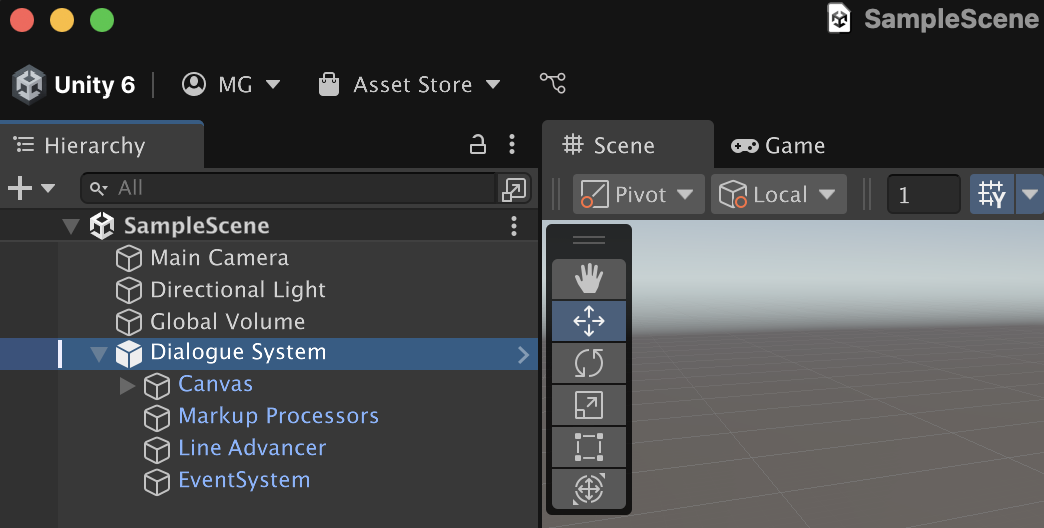 SampleScene
Unity 6 MG Asset Store
Hierarchy
Scene Game
All
Pivot Local 1
SampleScene
Main Camera
Directional Light
Global Volume
Dialogue System
Canvas
Markup Processors
Line Advancer
EventSystem